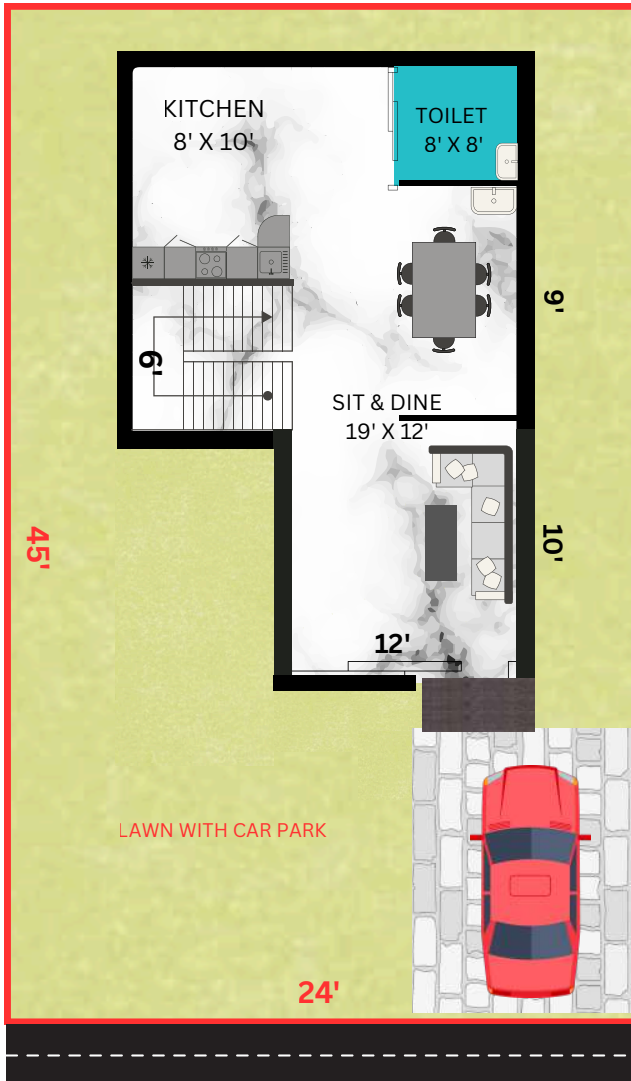 KITCHEN
8' X 10'
TOILET
8' X 8'
9'
6'
SIT & DINE
19' X 12'
45'
10'
12'
LAWN WITH CAR PARK
24'